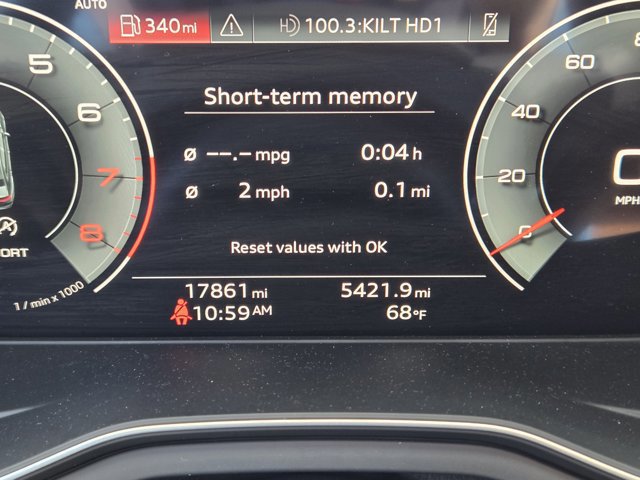 AUTO
340 mi
100.3:KILT HD1
Short-term memory
ø --.- mpg 0:04 h
ø 2 mph 0.1 mi
Reset values with OK
17861 mi 5421.9 mi
10:59 AM 68°F
5
6
7
8
1 / min x 1000
0
20
40
60
MPH